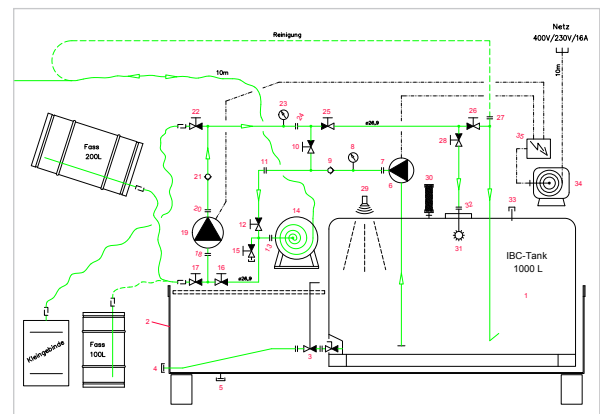 Netz
400V/230V/16A
Reinigung
10m
10m
22
23
24
25
26
27
ø26,9
28
35
Fass
200L
10
8
11
9
7
6
34
21
20
30
29
32
33
19
14
12
13
15
31
18
IBC-Tank
1000 L
17
16
ø26,9
1
2
3
4
5
Kleingebinde
Fass
100L